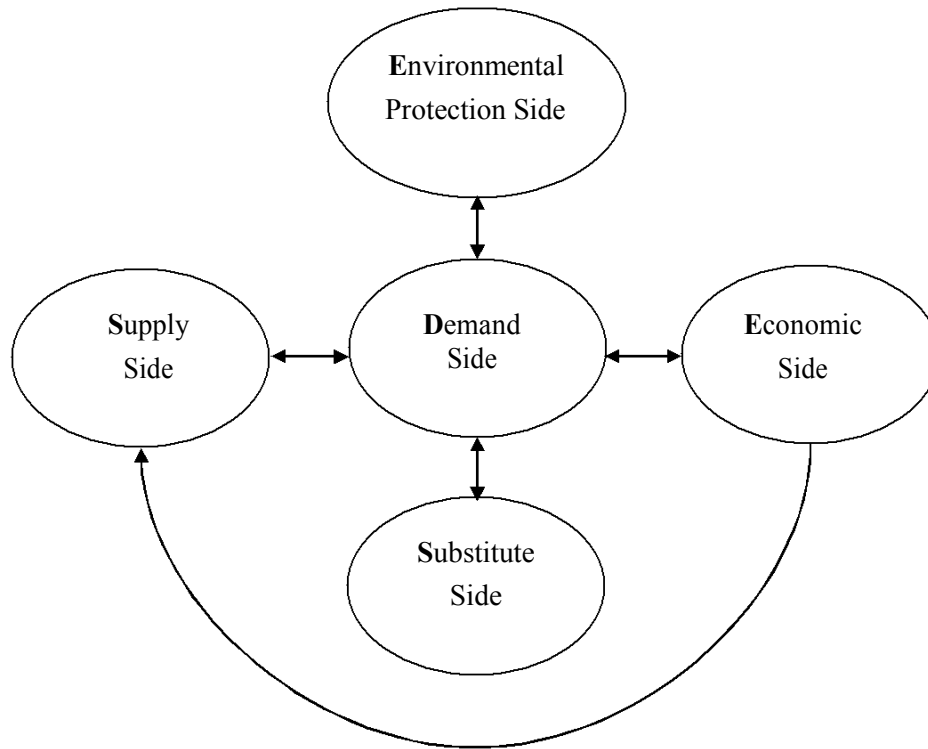 Environmental
Protection Side
Supply
Side
Demand
Side
Economic
Side
Substitute
Side